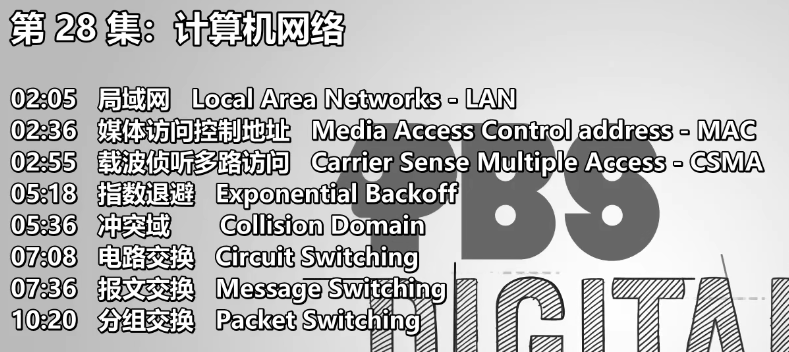 第 28 集：计算机网络
02:05 局域网 Local Area Networks - LAN
02:36 媒体访问控制地址 Media Access Control address - MAC
02:55 载波侦听多路访问 Carrier Sense Multiple Access - CSMA
05:18 指数退避 Exponential Backoff
05:36 冲突域 Collision Domain
07:08 电路交换 Circuit Switching
07:36 报文交换 Message Switching
10:20 分组交换 Packet Switching
PBS
DIGITA